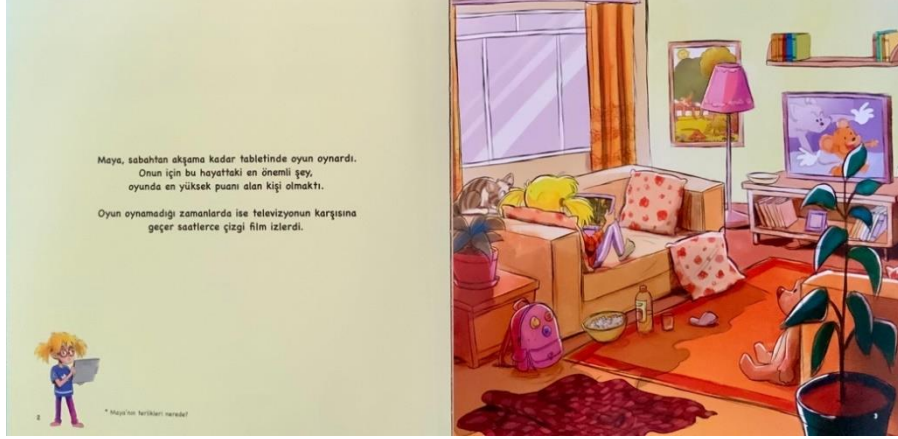 Maya, sabahtan akşama kadar tabletinde oyun oynardı.
Onun için bu hayattaki en önemli şey,
oyunda en yüksek puanı alan kişi olmaktı.
Oyun oynamadığı zamanlarda ise televizyonun karşısına
geçer saatlerce çizgi film izlerdi.
* Maya'nın terlikleri nerede?
2
3